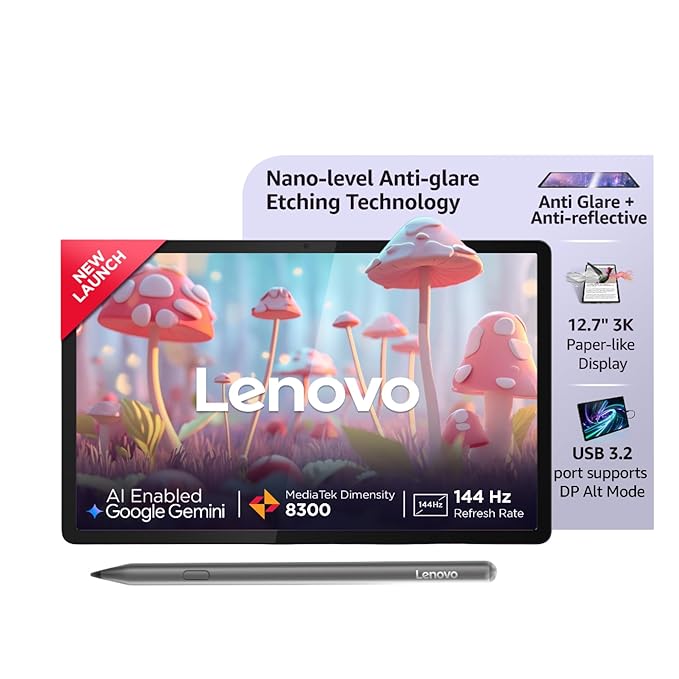 Nano-level Anti-glare
Etching Technology
Anti Glare +
Anti-reflective
NEW
LAUNCH
12.7" 3K
Paper-like
Display
Lenovo
USB 3.2
port supports
DP Alt Mode
AI Enabled
Google Gemini
MediaTek Dimensity
8300
144Hz
144 Hz
Refresh Rate
Lenovo